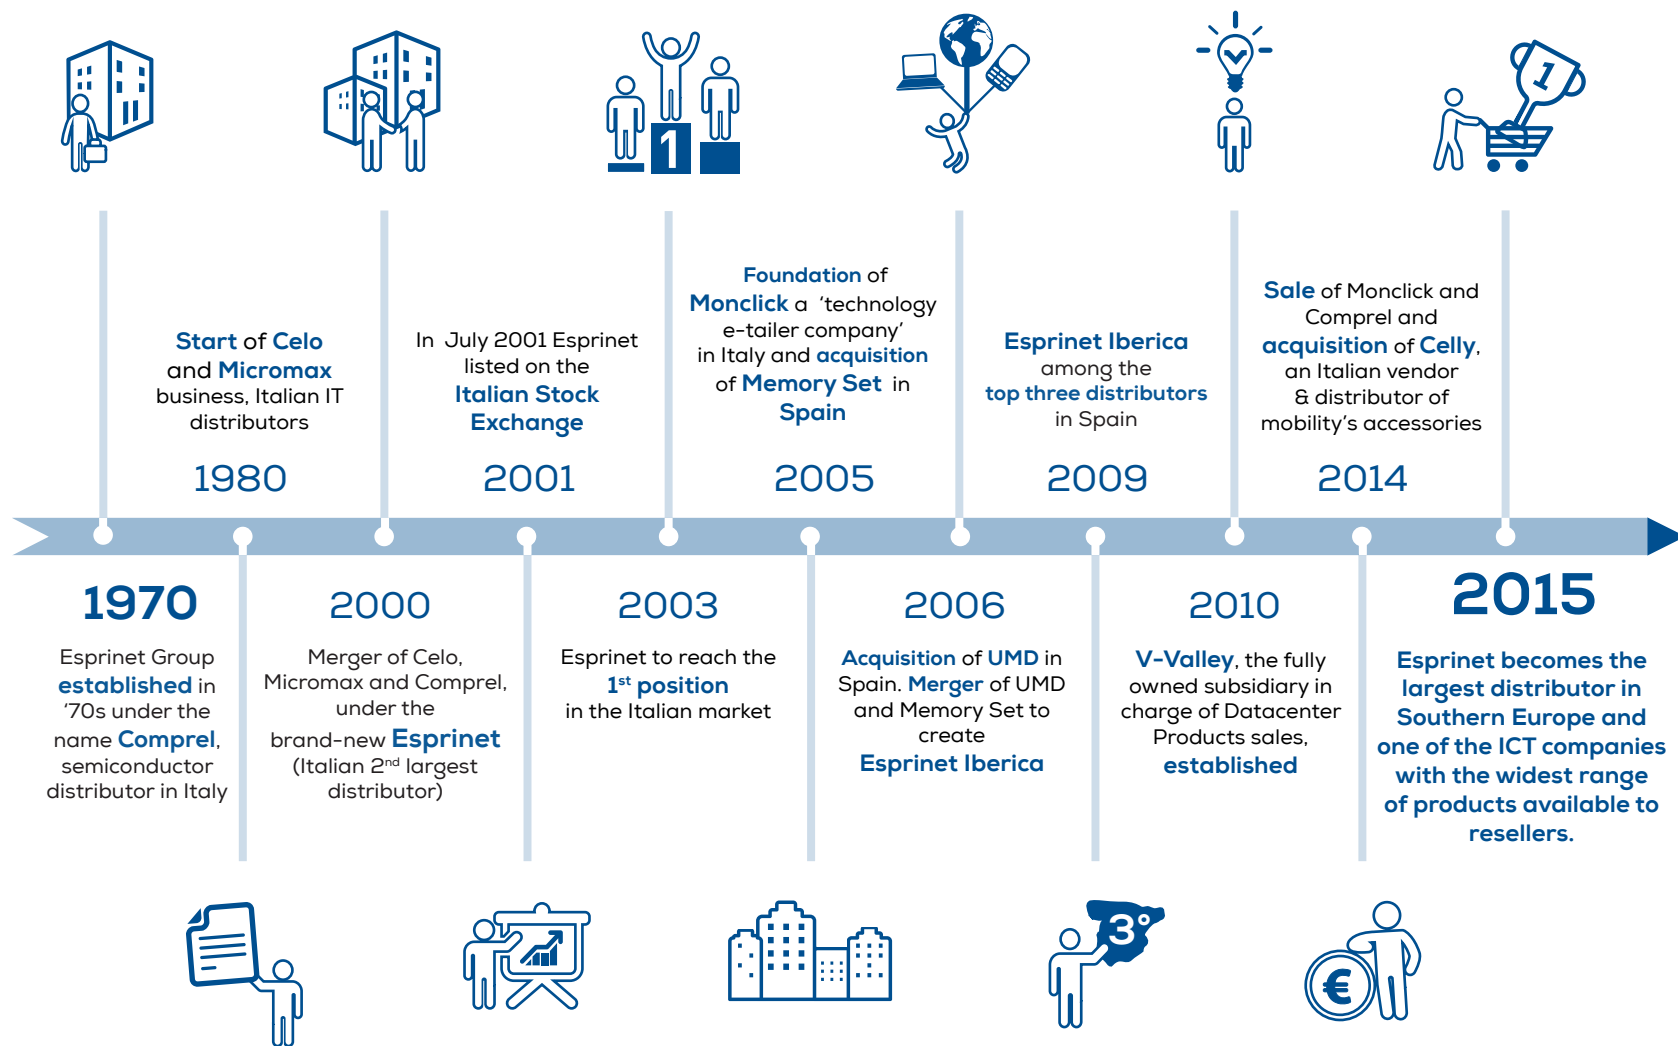 1
1
Start of Celo
and Micromax
business, Italian IT
distributors
1980
In July 2001 Esprinet
listed on the
Italian Stock
Exchange
2001
Foundation of
Monclick a 'technology
e-tailer company'
in Italy and acquisition
of Memory Set in
Spain
2005
Esprinet Iberica
among the
top three distributors
in Spain
2009
Sale of Monclick and
Comprel and
acquisition of Celly,
an Italian vendor
& distributor of
mobility's accessories
2014
1970
Esprinet Group
established in
'70s under the
name Comprel,
semiconductor
distributor in Italy
2000
Merger of Celo,
Micromax and Comprel,
under the
brand-new Esprinet
(Italian 2nd largest
distributor)
2003
Esprinet to reach the
1st position
in the Italian market
2006
Acquisition of UMD in
Spain. Merger of UMD
and Memory Set to
create
Esprinet Iberica
2010
V-Valley, the fully
owned subsidiary in
charge of Datacenter
Products sales,
established
2015
Esprinet becomes the
largest distributor in
Southern Europe and
one of the ICT companies
with the widest range
of products available to
resellers.
3°
€